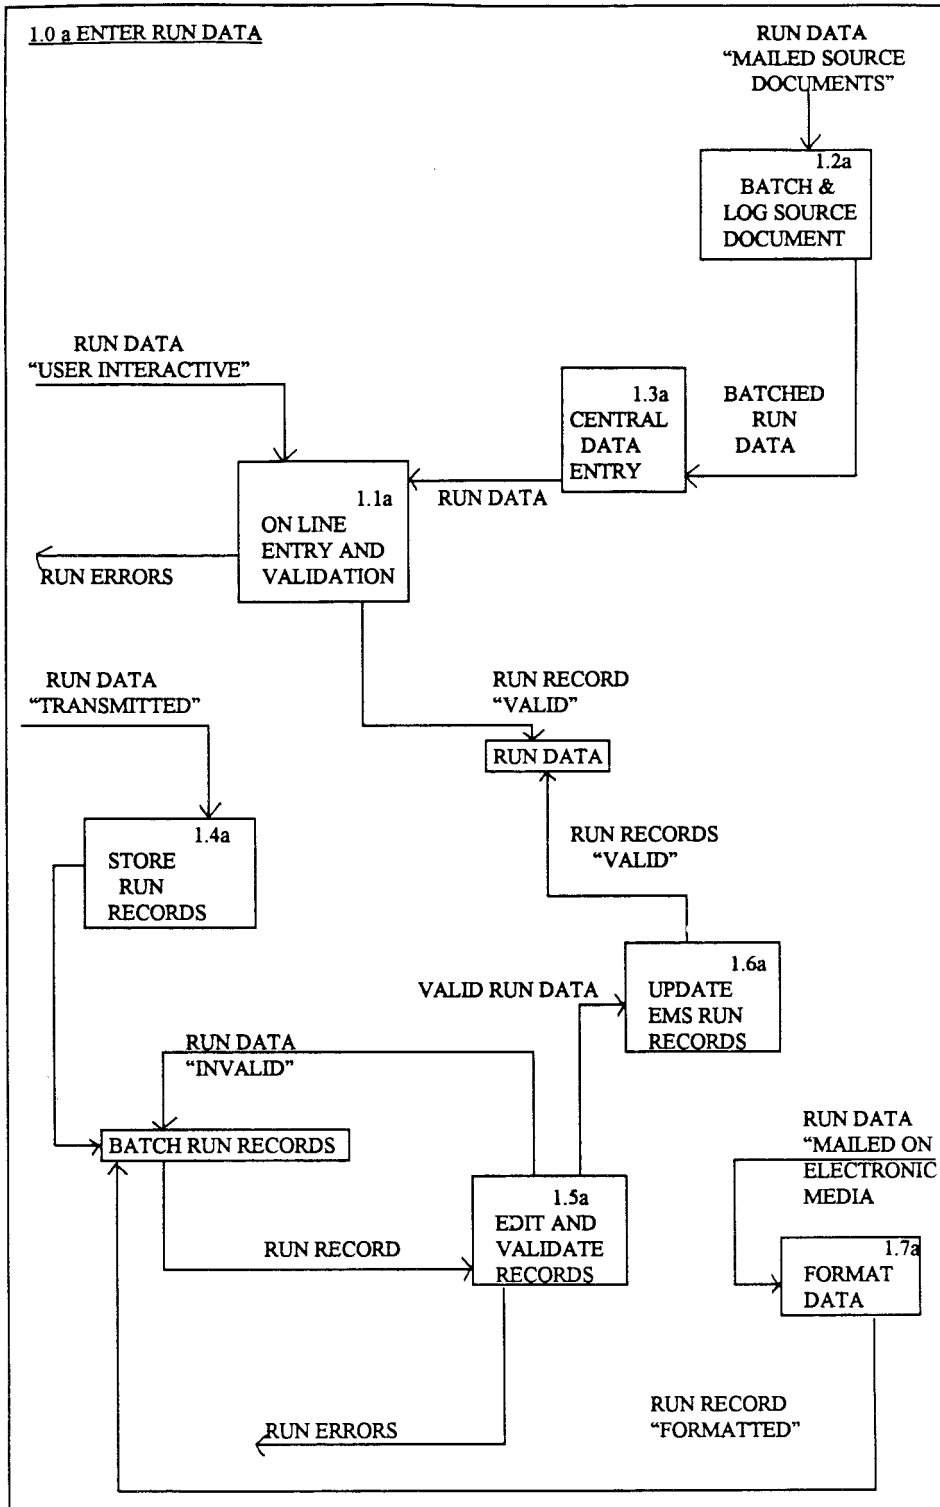 1.0 a ENTER RUN DATA
RUN DATA
“MAILED SOURCE
DOCUMENTS”
1.2a
BATCH &
LOG SOURCE
DOCUMENT
RUN DATA
“USER INTERACTIVE”
1.3a
CENTRAL
DATA
ENTRY
BATCHED
RUN
DATA
RUN DATA
1.1a
ON LINE
ENTRY AND
VALIDATION
RUN ERRORS
RUN DATA
“TRANSMITTED”
RUN RECORD
“VALID”
RUN DATA
1.4a
STORE
RUN
RECORDS
RUN RECORDS
“VALID”
1.6a
UPDATE
EMS RUN
RECORDS
VALID RUN DATA
RUN DATA
“INVALID”
BATCH RUN RECORDS
RUN DATA
“MAILED ON
ELECTRONIC
MEDIA
1.5a
EDIT AND
VALIDATE
RECORDS
RUN RECORD
1.7a
FORMAT
DATA
RUN RECORD
“FORMATTED”
RUN ERRORS